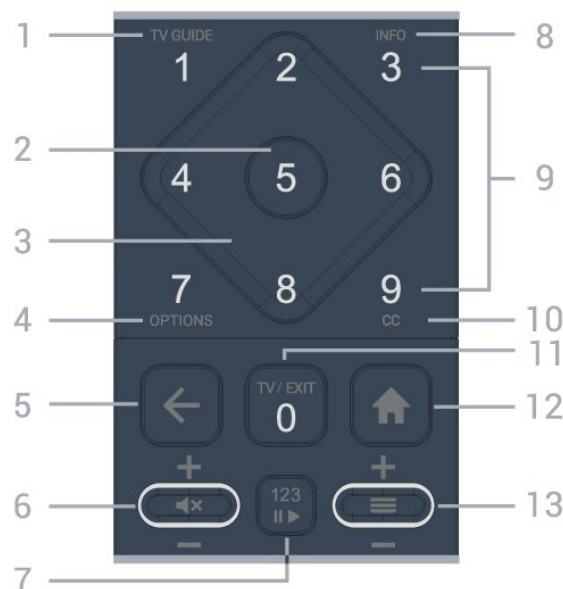 1 TV GUIDE INFO 8
1 2 3
2 9
4 5 6
3
7 8 9
4 OPTIONS CC 10
11
5 TV / EXIT 12
0
+ +
6 123 13
- -
7